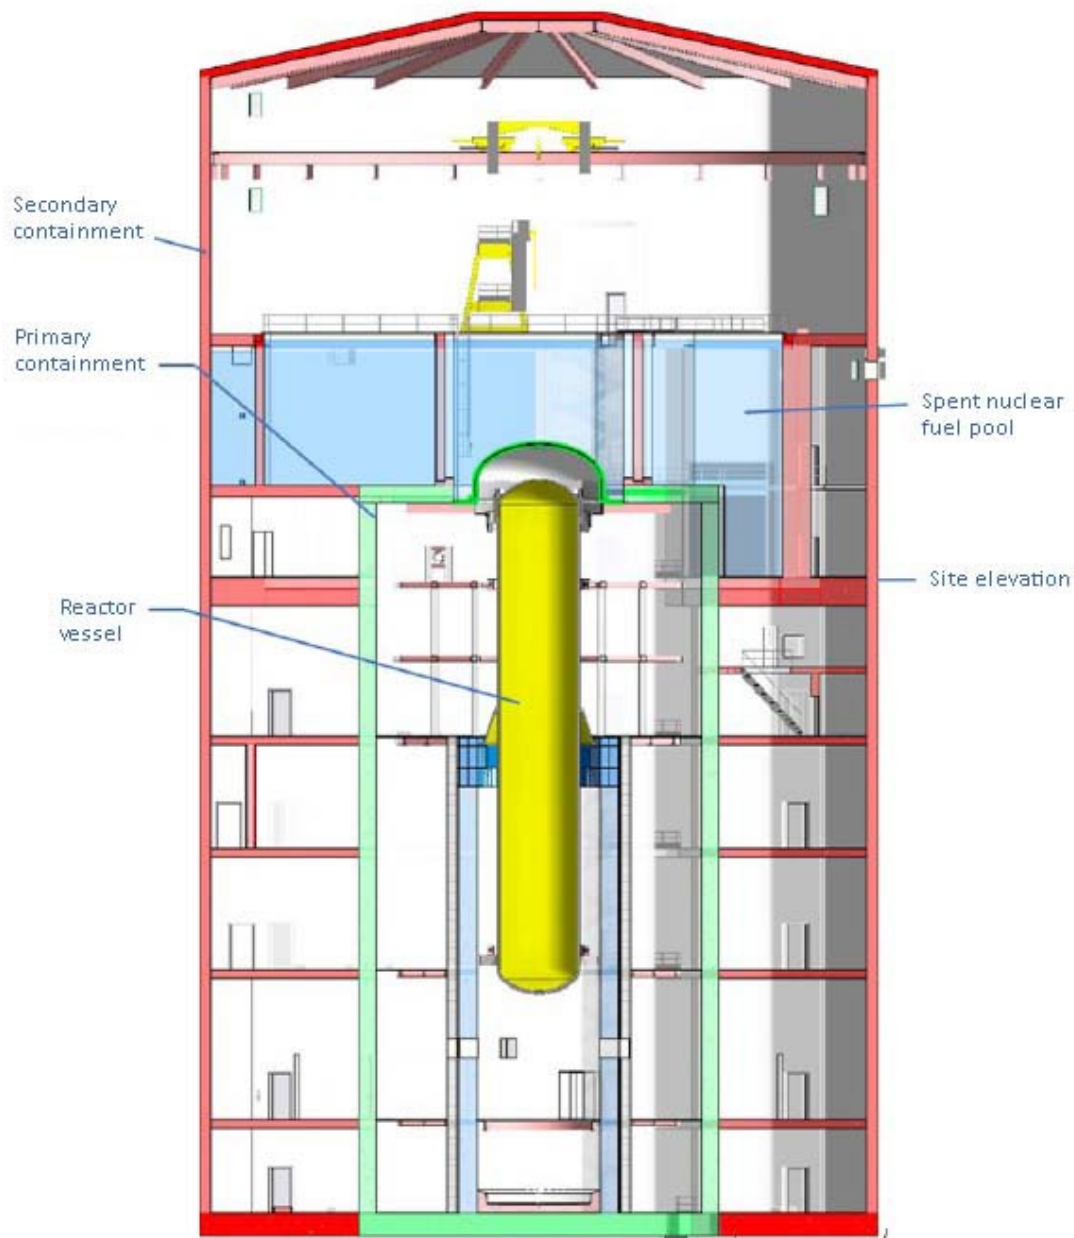 Secondary
containment
Primary
containment
Spent nuclear
fuel pool
Site elevation
Reactor
vessel